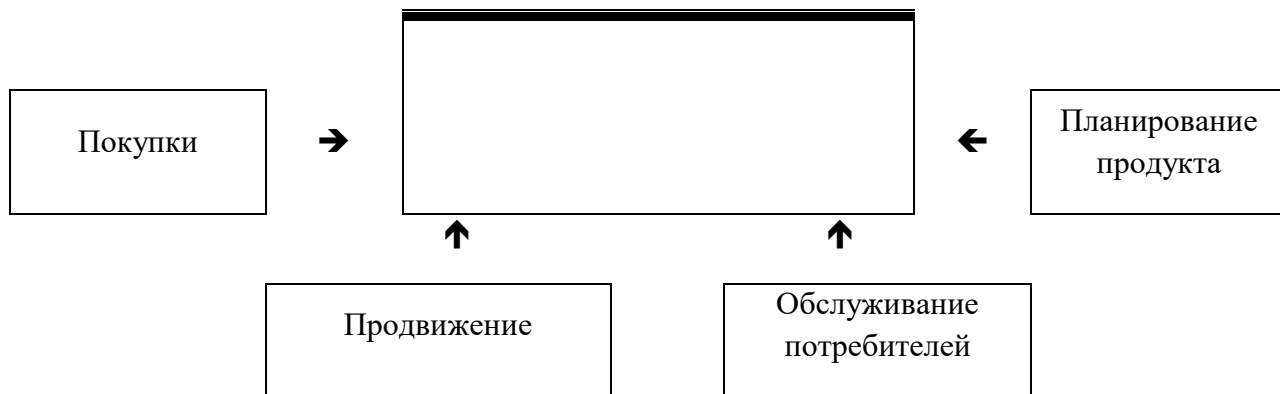 Покупки
Планирование
продукта
Продвижение
Обслуживание
потребителей